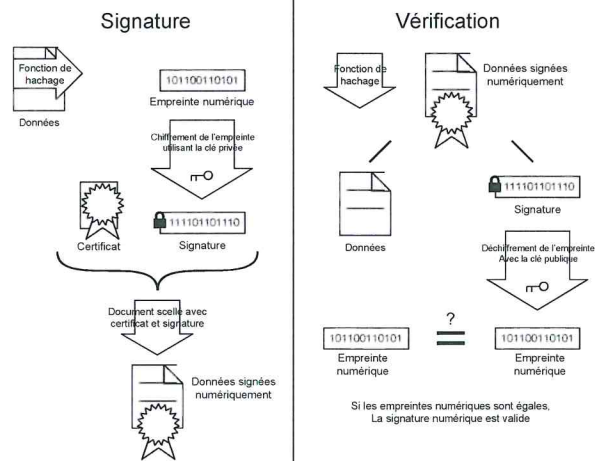 Signature
Fonction de
hachage
Données
101100110101
Empreinte numérique
Chiffrement de l'empreinte
utilisant la clé privée
111101101110
Certificat
Signature
Document scelle avec
certificat et signature
Données signées
numériquement
Vérification
Fonction de
hachage
Données signées
numériquement
Données
111101101110
Signature
Déchiffrement de l'empreinte
Avec la clé publique
?
101100110101
=
101100110101
Empreinte
numérique
Empreinte
numérique
Si les empreintes numériques sont égales,
La signature numérique est valide